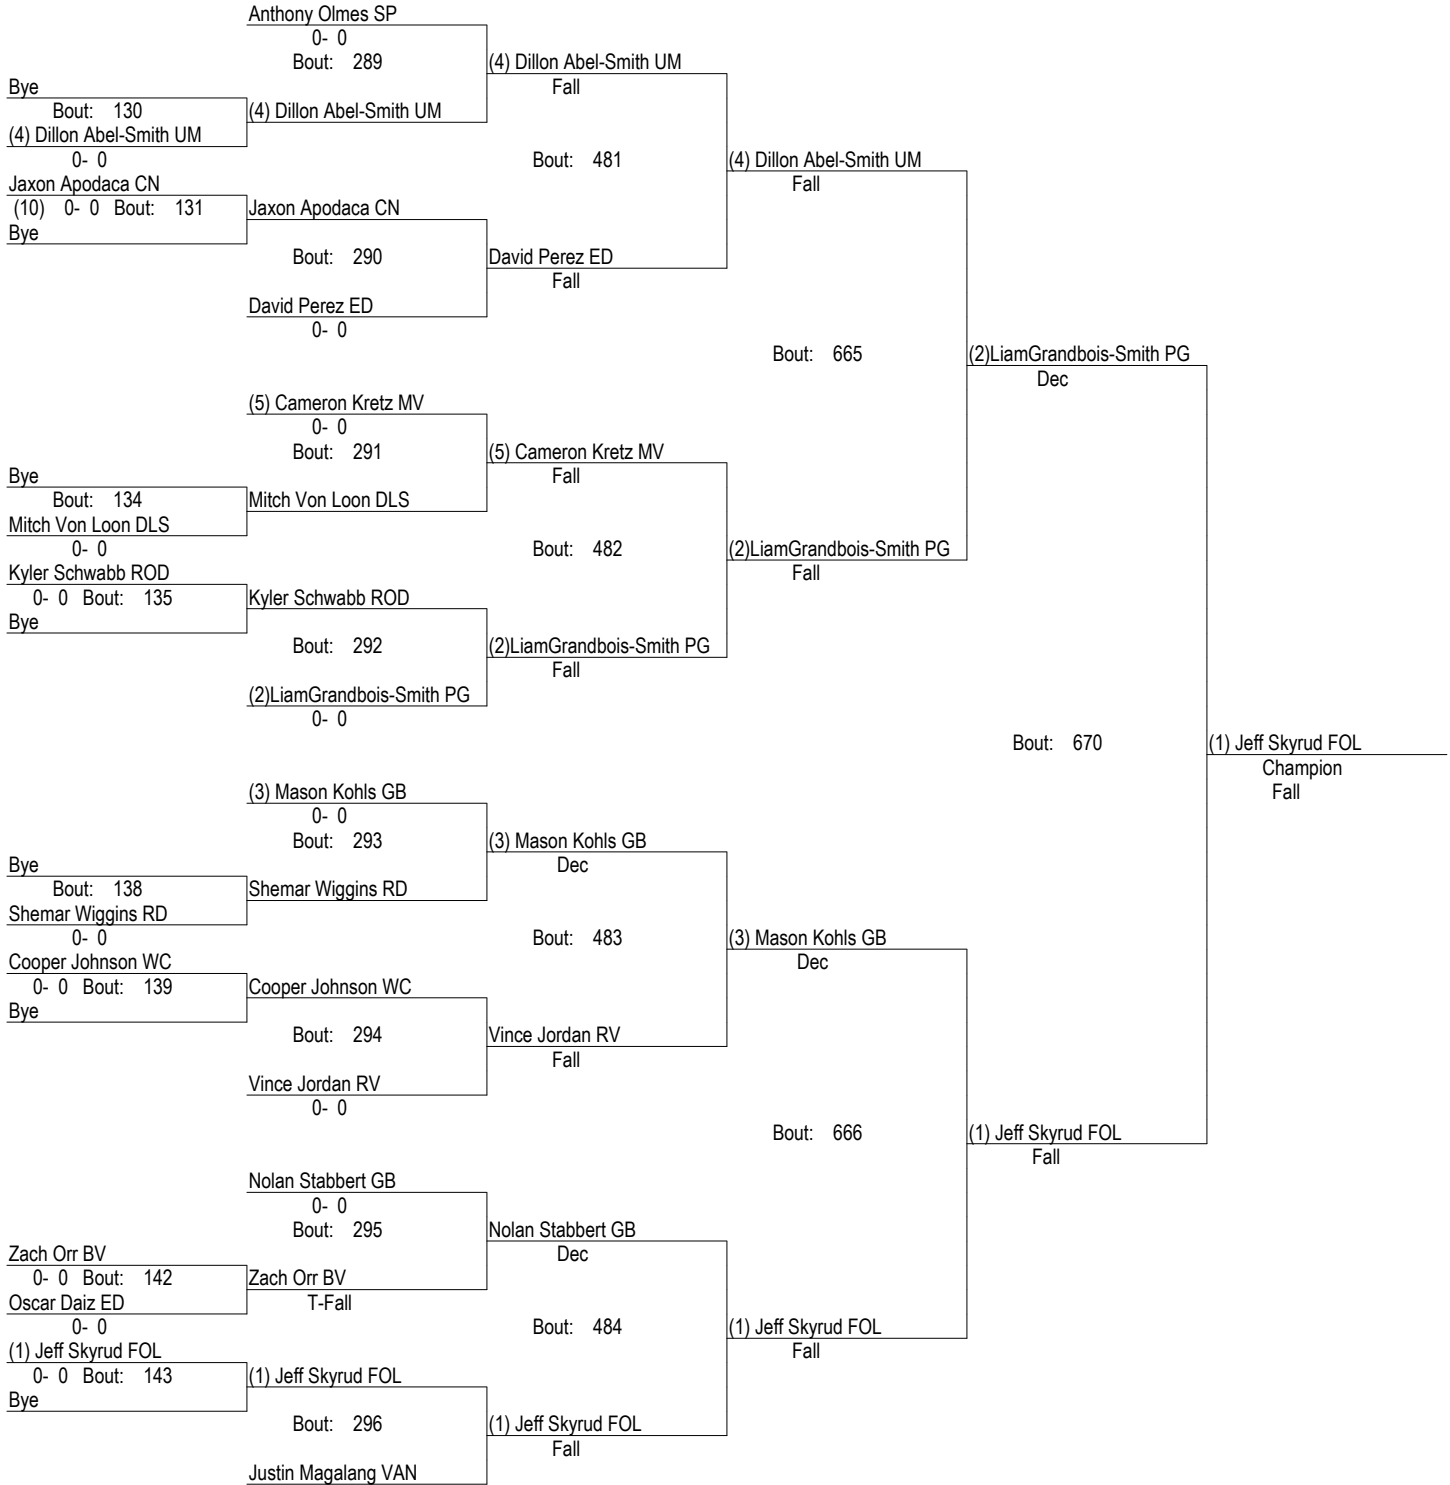 Anthony Olmes SP
0- 0
Bout: 289
(4) Dillon Abel-Smith UM
Fall
Bye
Bout: 130
(4) Dillon Abel-Smith UM
(4) Dillon Abel-Smith UM
0- 0
Bout: 481
(4) Dillon Abel-Smith UM
Fall
Jaxon Apodaca CN
(10) 0- 0 Bout: 131
Jaxon Apodaca CN
Bye
Bout: 290
David Perez ED
Fall
David Perez ED
0- 0
Bout: 665
(2)LiamGrandbois-Smith PG
Dec
(5) Cameron Kretz MV
0- 0
Bout: 291
(5) Cameron Kretz MV
Fall
Bye
Bout: 134
Mitch Von Loon DLS
Mitch Von Loon DLS
0- 0
Bout: 482
(2)LiamGrandbois-Smith PG
Fall
Kyler Schwabb ROD
0- 0 Bout: 135
Kyler Schwabb ROD
Bye
Bout: 292
(2)LiamGrandbois-Smith PG
Fall
(2)LiamGrandbois-Smith PG
0- 0
Bout: 670
(1) Jeff Skyrud FOL
Champion
Fall
(3) Mason Kohls GB
0- 0
Bout: 293
(3) Mason Kohls GB
Dec
Bye
Bout: 138
Shemar Wiggins RD
Shemar Wiggins RD
0- 0
Bout: 483
(3) Mason Kohls GB
Dec
Cooper Johnson WC
0- 0 Bout: 139
Cooper Johnson WC
Bye
Bout: 294
Vince Jordan RV
Fall
Vince Jordan RV
0- 0
Bout: 666
(1) Jeff Skyrud FOL
Fall
Nolan Stabbert GB
0- 0
Bout: 295
Nolan Stabbert GB
Dec
Zach Orr BV
0- 0 Bout: 142
Zach Orr BV
T-Fall
Oscar Daiz ED
0- 0
Bout: 484
(1) Jeff Skyrud FOL
Fall
(1) Jeff Skyrud FOL
0- 0 Bout: 143
(1) Jeff Skyrud FOL
Bye
Bout: 296
(1) Jeff Skyrud FOL
Fall
Justin Magalang VAN